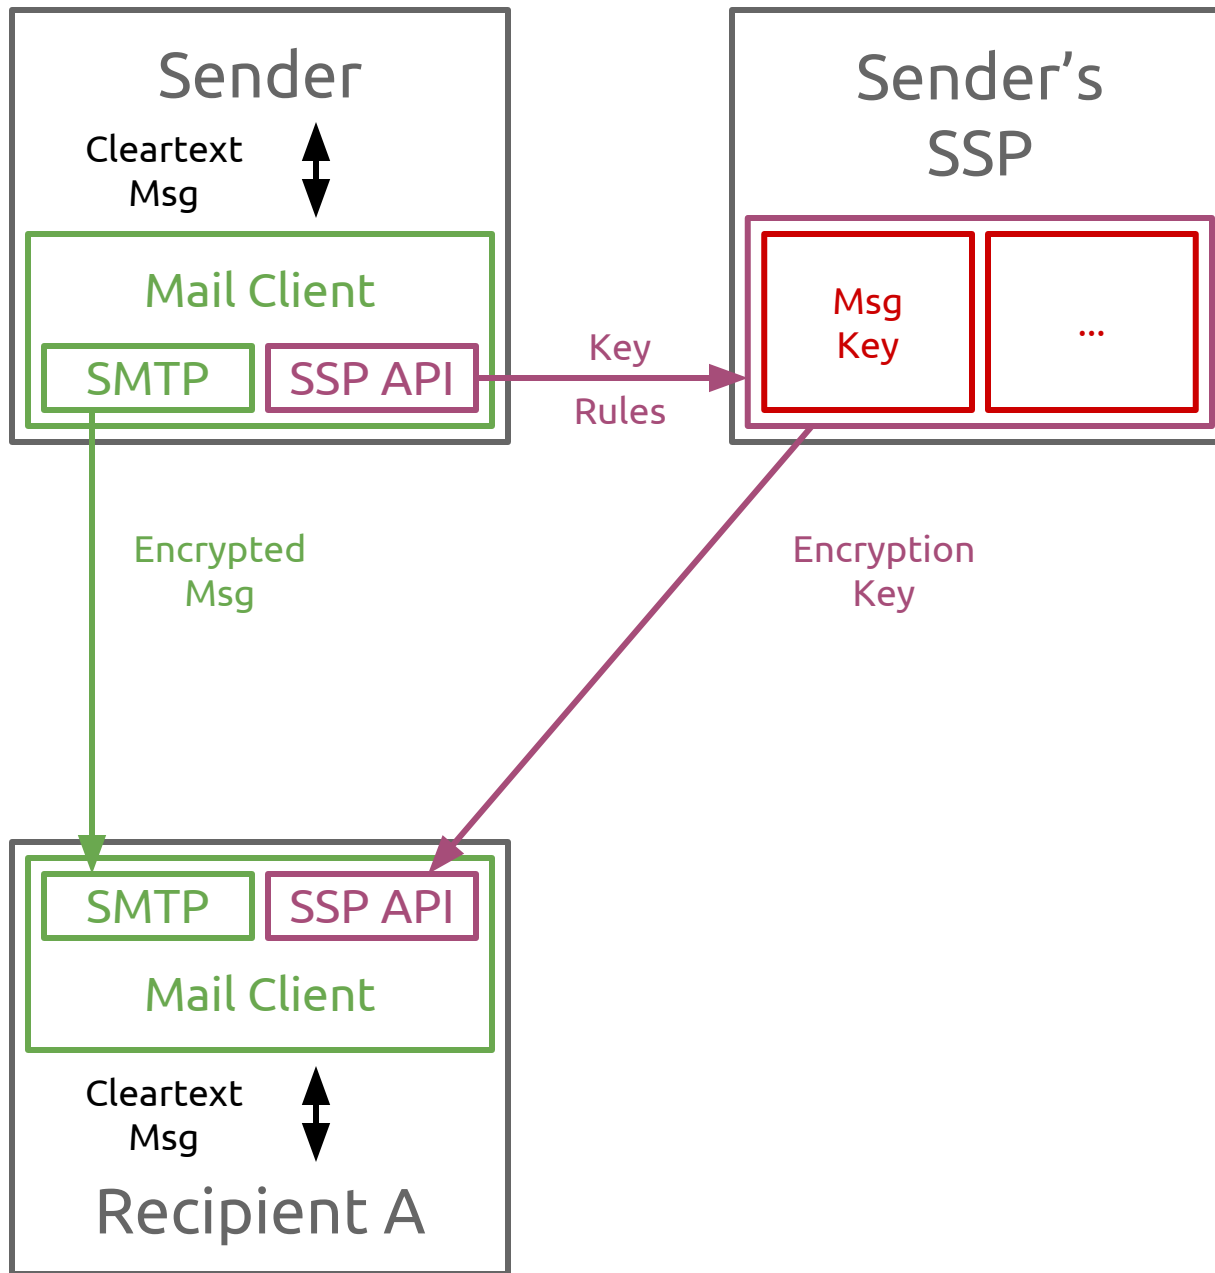 Sender
Cleartext
Msg
Mail Client
SMTP
SSP API
Key
Rules
Sender’s
SSP
Msg
Key
...
Encrypted
Msg
Encryption
Key
SMTP
SSP API
Mail Client
Cleartext
Msg
Recipient A